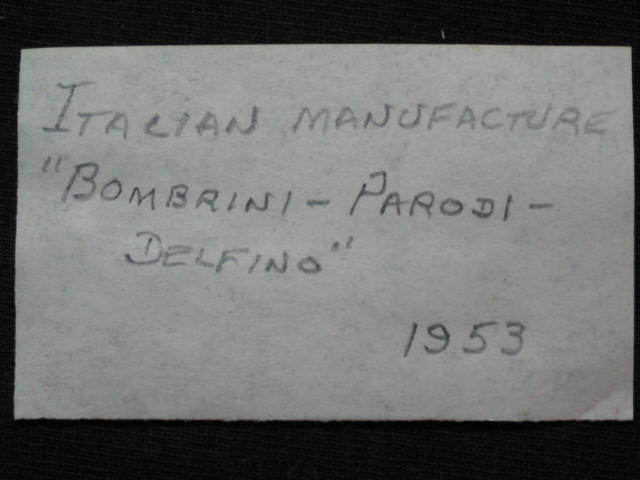 ITALIAN MANUFACTURE
"BOMBRINI - PARODI -
DELFINO"
1953